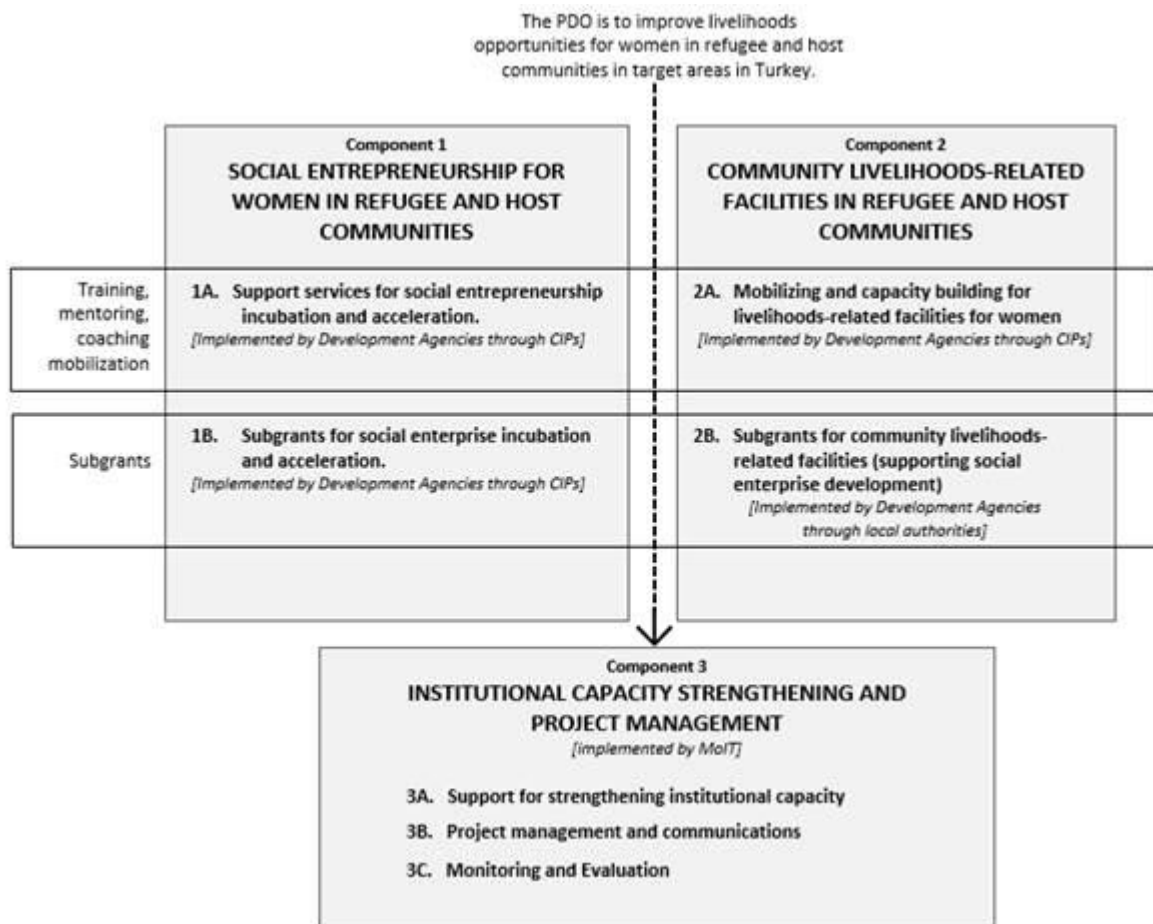 The PDO is to improve livelihoods
opportunities for women in refugee and host
communities in target areas in Turkey.
Component 1
SOCIAL ENTREPRENEURSHIP FOR
WOMEN IN REFUGEE AND HOST
COMMUNITIES
Component 2
COMMUNITY LIVELIHOODS-RELATED
FACILITIES IN REFUGEE AND HOST
COMMUNITIES
Training,
mentoring,
coaching
mobilization
1A. Support services for social entrepreneurship
incubation and acceleration.
[Implemented by Development Agencies through CIPs]
2A. Mobilizing and capacity building for
livelihoods-related facilities for women
[Implemented by Development Agencies through CIPs]
Subgrants
1B. Subgrants for social enterprise incubation
and acceleration.
[Implemented by Development Agencies through CIPs]
2B. Subgrants for community livelihoods-
related facilities (supporting social
enterprise development)
[Implemented by Development Agencies
through local authorities]
Component 3
INSTITUTIONAL CAPACITY STRENGTHENING AND
PROJECT MANAGEMENT
[implemented by MoIT]
3A. Support for strengthening institutional capacity
3B. Project management and communications
3C. Monitoring and Evaluation